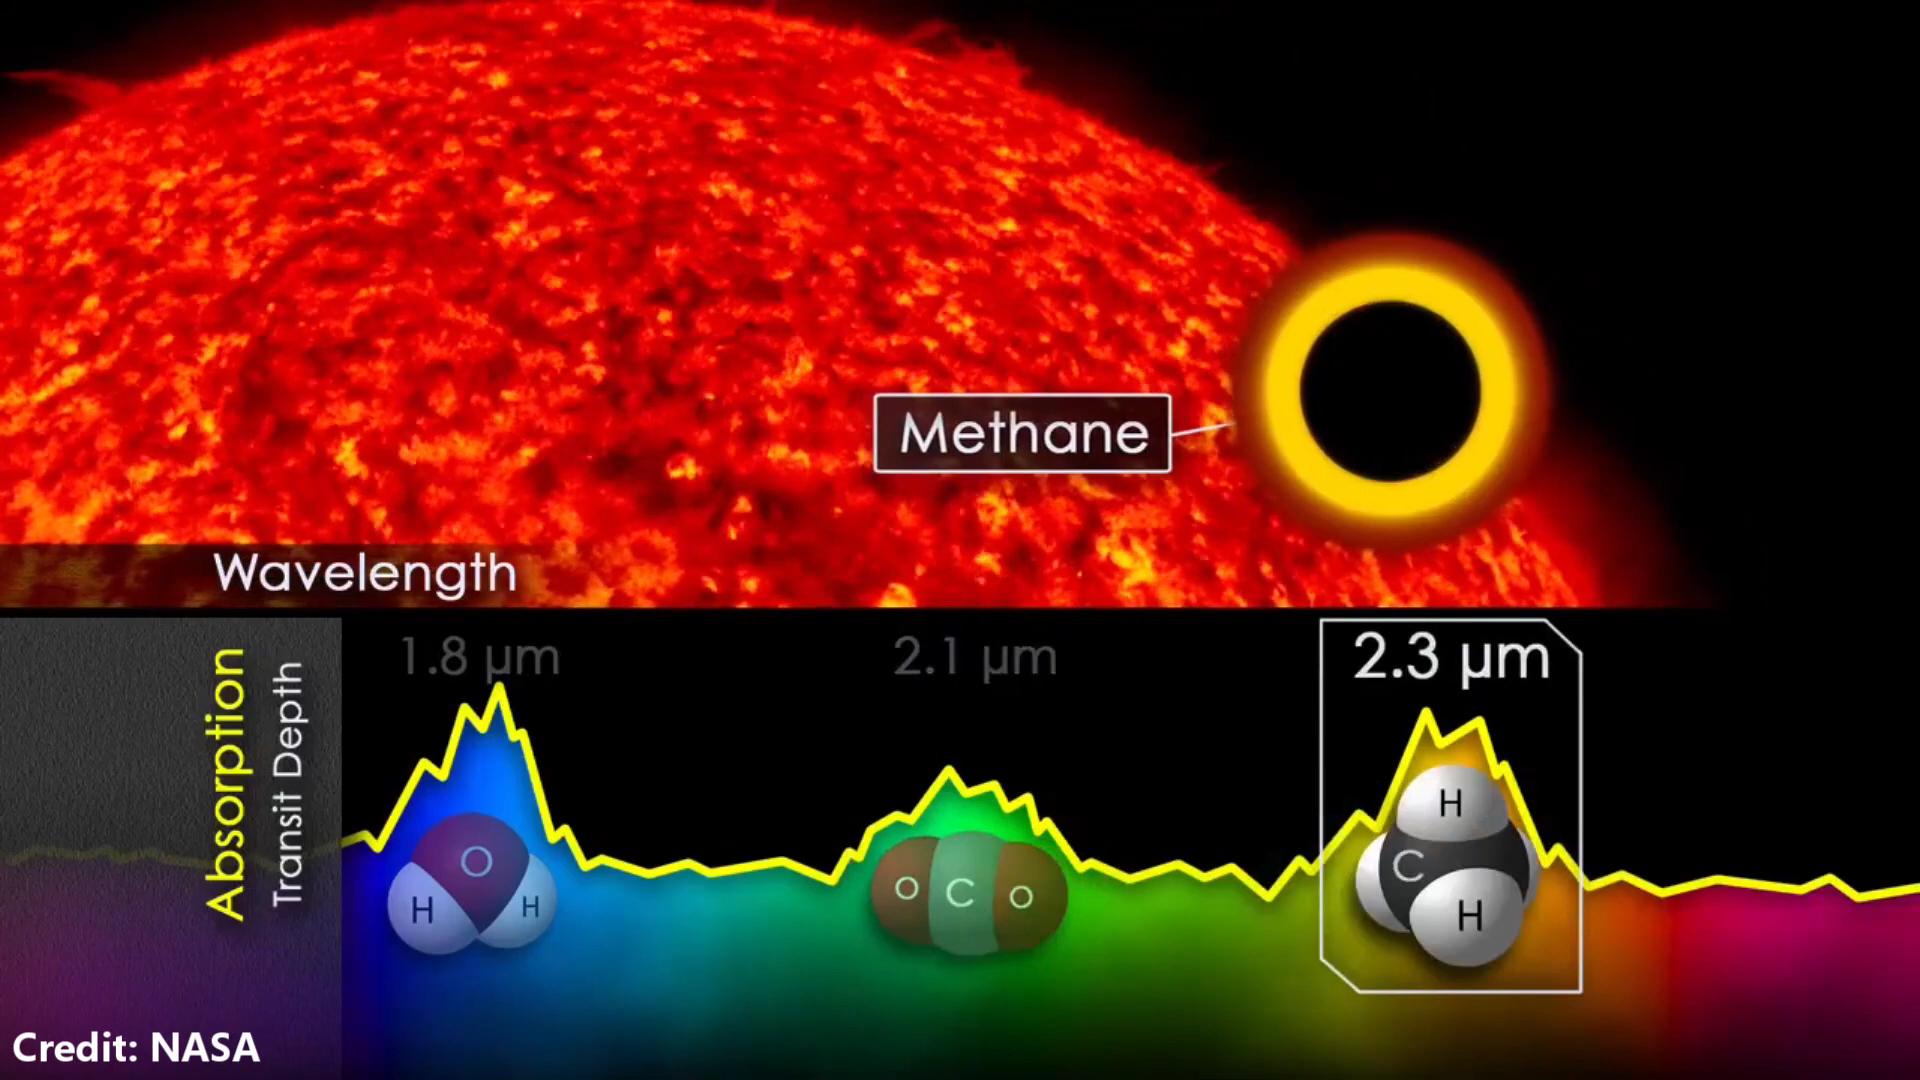 Methane
Wavelength
1.8 µm
2.1 µm
2.3 µm
Absorption
Transit Depth
H
O
H
O
C
O
H
C
H
Credit: NASA